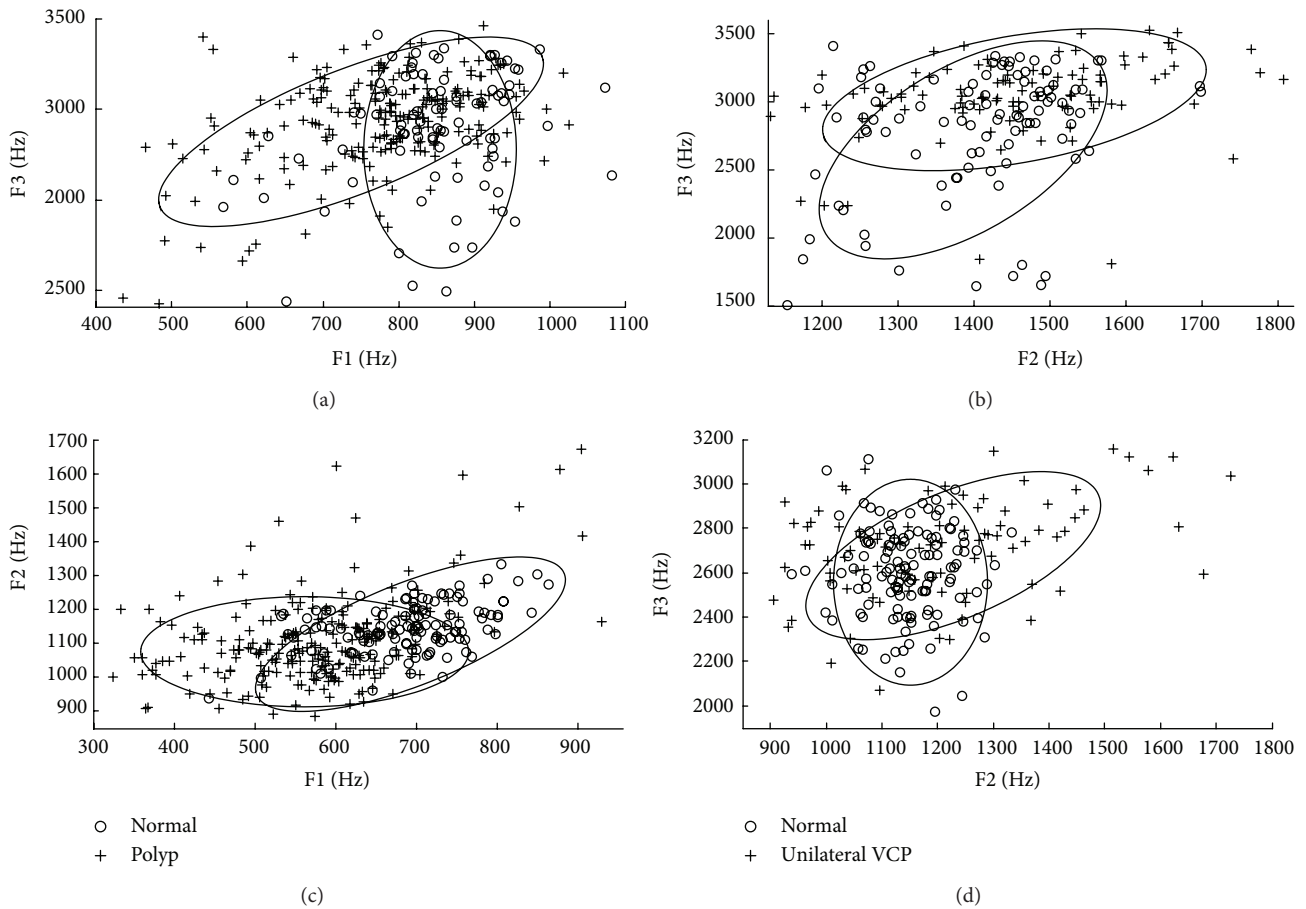 3500
3000
2000
2500
F3 (Hz)
400 500 600 700 800 900 1000 1100
F1 (Hz)
(a)
3500
3000
2500
2000
1500
F3 (Hz)
1200 1300 1400 1500 1600 1700 1800
F2 (Hz)
(b)
1700
1600
1500
1400
1300
1200
1100
1000
900
F2 (Hz)
300 400 500 600 700 800 900
F1 (Hz)
Normal
Polyp
(c)
3200
3000
2800
2600
2400
2200
2000
F3 (Hz)
900 1000 1100 1200 1300 1400 1500 1600 1700 1800
F2 (Hz)
Normal
Unilateral VCP
(d)